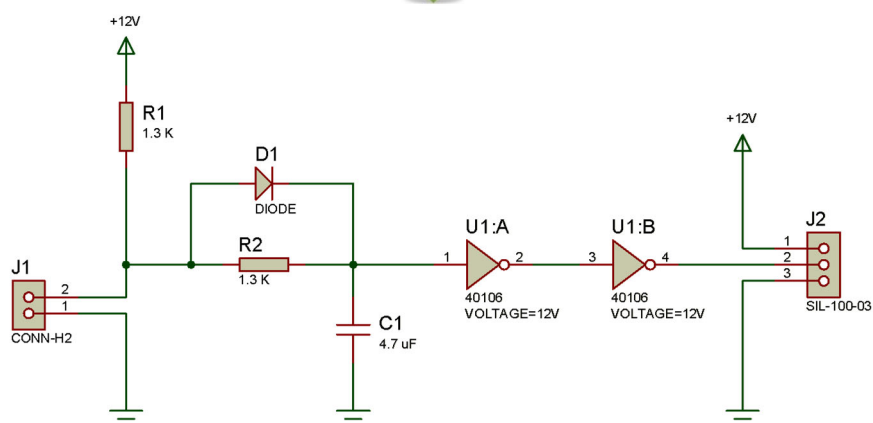 +12V
R1
1.3 K
D1
DIODE
R2
1.3 K
J1
2
1
CONN-H2
C1
4.7 uF
U1:A
1
2
40106
VOLTAGE=12V
U1:B
3
4
40106
VOLTAGE=12V
+12V
J2
1
2
3
SIL-100-03